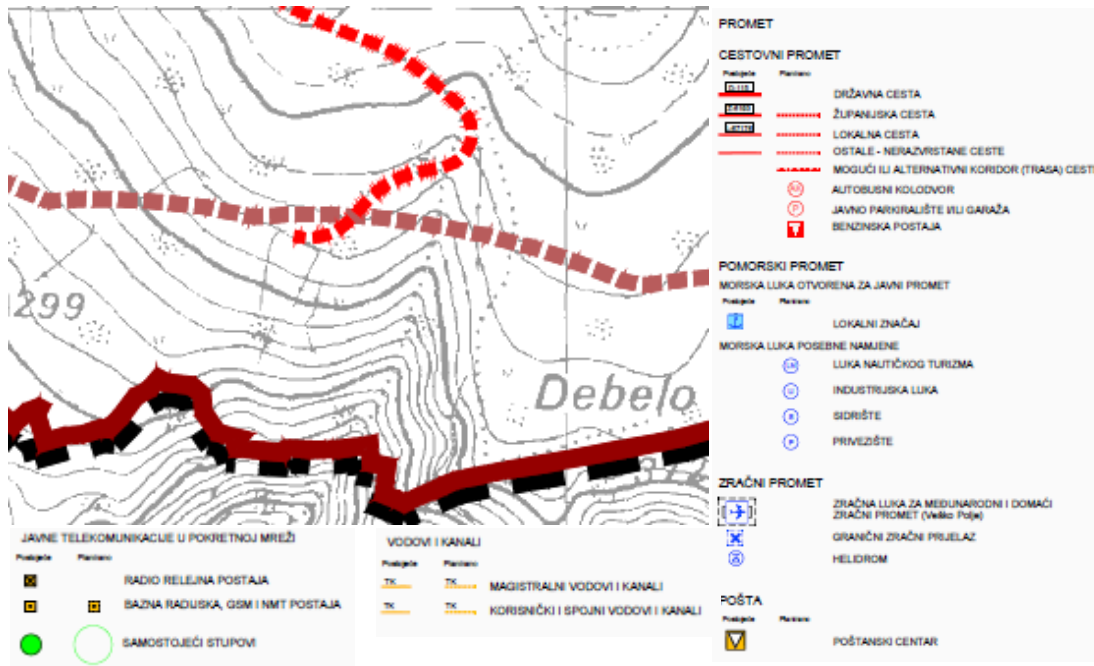 299
Debelo
PROMET
CESTOVNI PROMET
Postojeće Planirano
DRŽAVNA CESTA
ŽUPANIJSKA CESTA
LOKALNA CESTA
OSTALE - NERAZVRSTANE CESTE
MOGUĆI ILI ALTERNATIVNI KORIDOR (TRASA) CEST
AUTOBUSNI KOLODVOR
P JAVNO PARKIRALIŠTE I/ILI GARAŽA
BENZINSKA POSTAJA
POMORSKI PROMET
MORSKA LUKA OTVORENA ZA JAVNI PROMET
Postojeće Planirano
LOKALNI ZNAČAJ
MORSKA LUKA POSEBNE NAMJENE
LUKA NAUTIČKOG TURIZMA
INDUSTRIJSKA LUKA
SIDRIŠTE
PRIVEZIŠTE
ZRAČNI PROMET
ZRAČNA LUKA ZA MEĐUNARODNI I DOMAĆI
ZRAČNI PROMET (Veliko Polje)
GRANIČNI ZRAČNI PRIJELAZ
HELIDROM
POŠTA
Postojeće Planirano
POŠTANSKI CENTAR
JAVNE TELEKOMUNIKACIJE U POKRETNOJ MREŽI
Postojeće Planirano
RADIO RELEJNA POSTAJA
BAZNA RADIJSKA, GSM I NMT POSTAJA
SAMOSTOJEĆI STUPOVI
VODOVI I KANALI
Postojeće Planirano
TK TK MAGISTRALNI VODOVI I KANALI
TK TK KORISNIČKI I SPOJNI VODOVI I KANALI